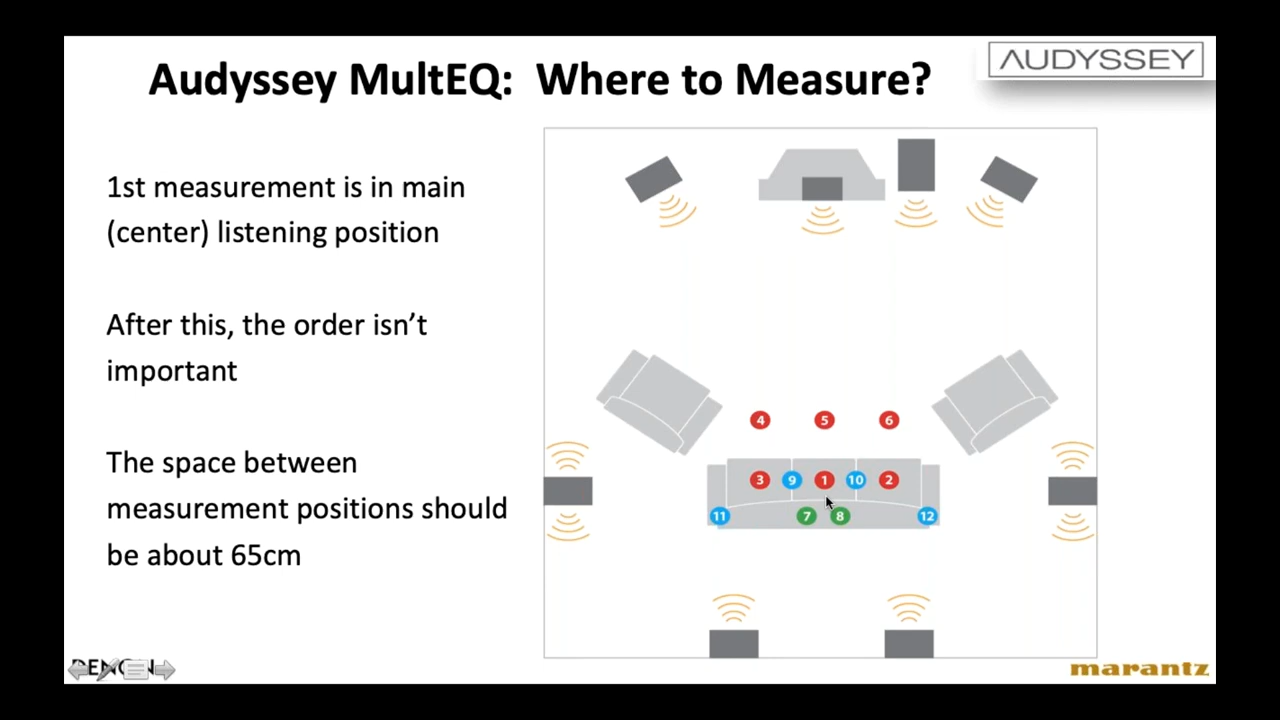 Audyssey MultEQ: Where to Measure?
AUDYSSEY
1st measurement is in main
(center) listening position
After this, the order isn’t
important
The space between
measurement positions should
be about 65cm
4 5 6
3 9 1 10 2
11 7 8 12
DENON
marantz